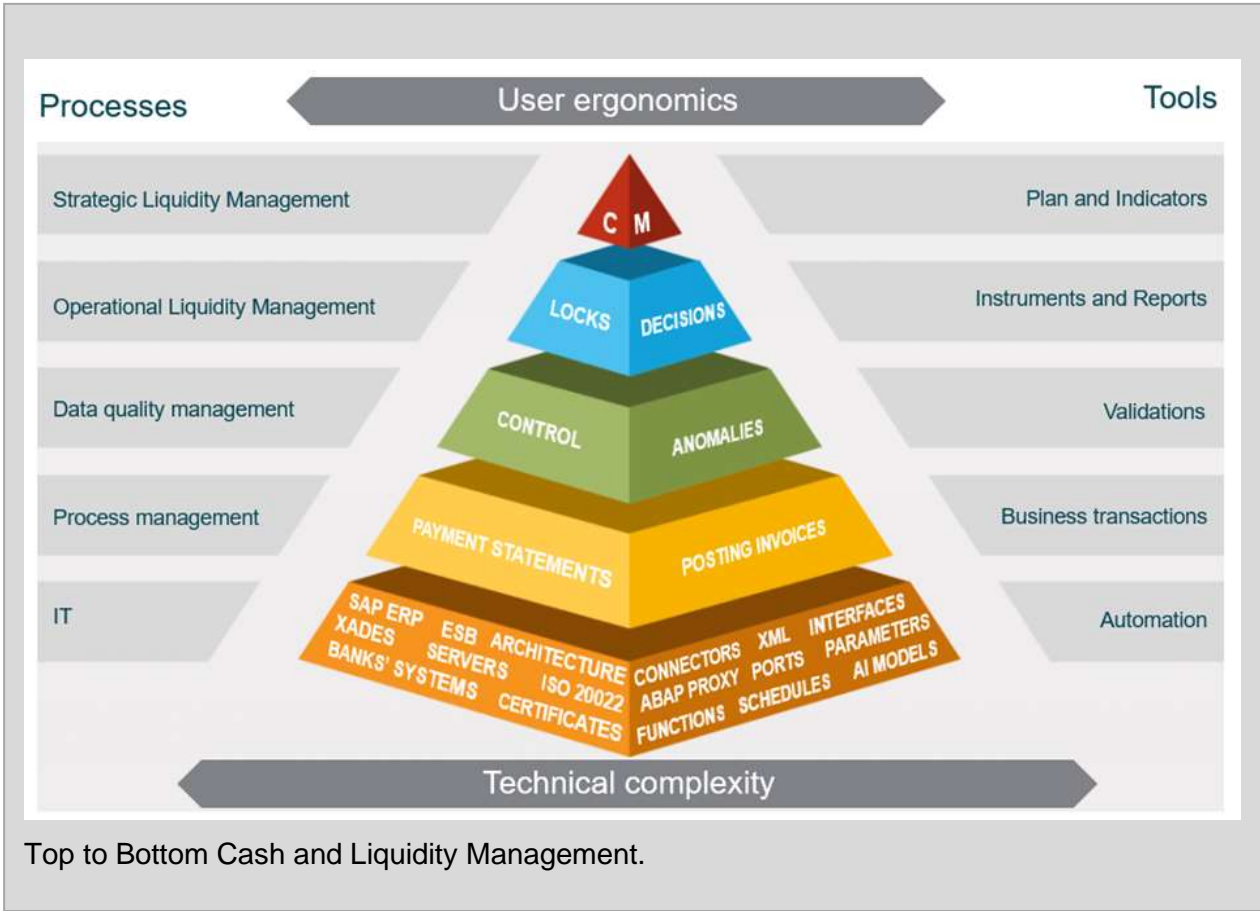 User ergonomics
Processes
Tools
Strategic Liquidity Management
C M
Plan and Indicators
Operational Liquidity Management
LOCKS
DECISIONS
Instruments and Reports
Data quality management
CONTROL
ANOMALIES
Validations
Process management
PAYMENT STATEMENTS
POSTING INVOICES
Business transactions
IT
SAP ERP ESB ARCHITECTURE
XADES SERVERS ISO 20022
BANKS' SYSTEMS CERTIFICATES
CONNECTORS XML INTERFACES
ABAP PROXY PORTS PARAMETERS
FUNCTIONS SCHEDULES AI MODELS
Automation
Technical complexity
Top to Bottom Cash and Liquidity Management.